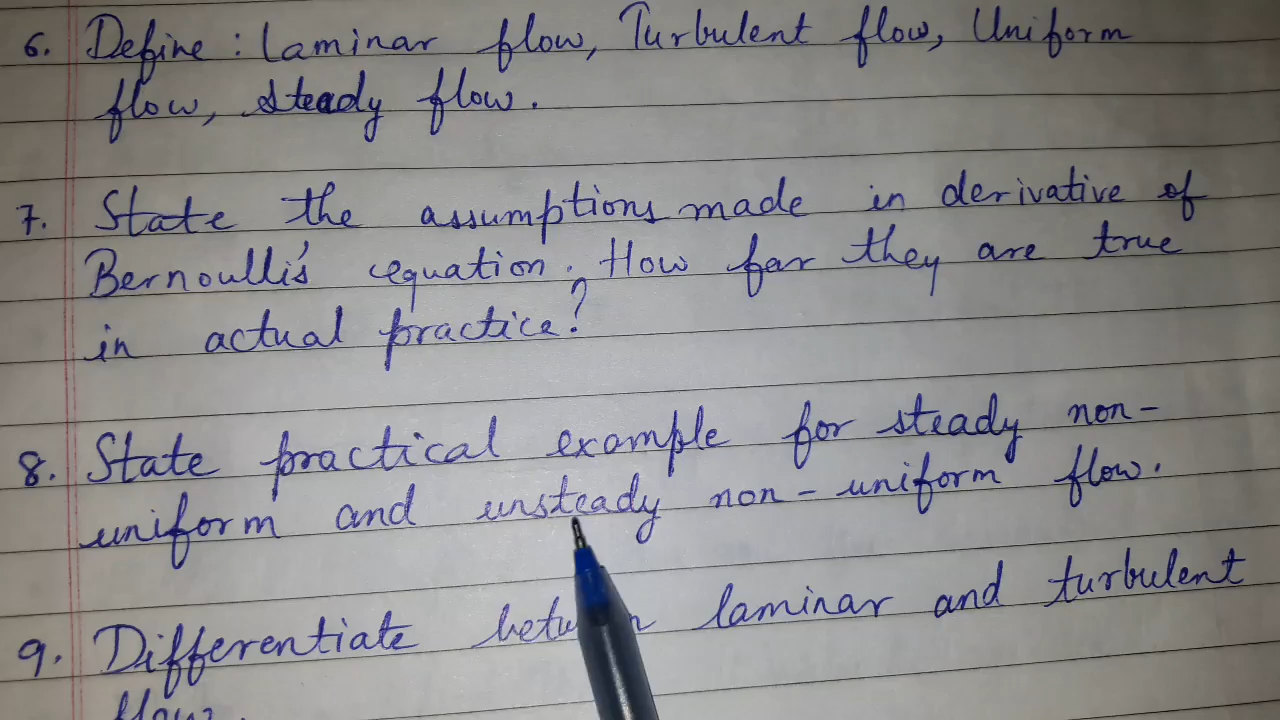 6. Define : Laminar flow, Turbulent flow, Uniform
flow, steady flow.
7. State the assumptions made in derivative of
Bernoulli's equation. How far they are true
in actual practice?
8. State practical example for steady non-
uniform and unsteady non-uniform flow.
9. Differentiate laminar and turbulent